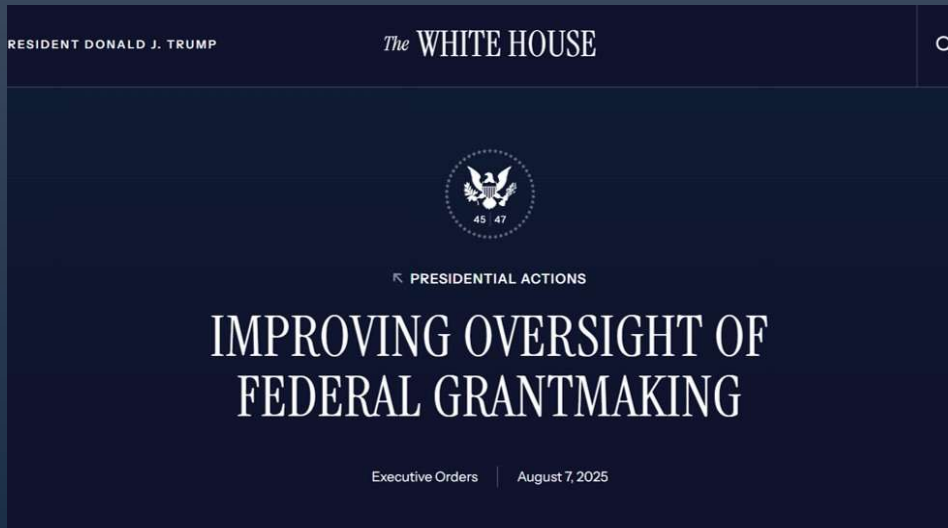 RESIDENT DONALD J. TRUMP
The WHITE HOUSE
45 47
PRESIDENTIAL ACTIONS
IMPROVING OVERSIGHT OF
FEDERAL GRANTMAKING
Executive Orders
August 7, 2025